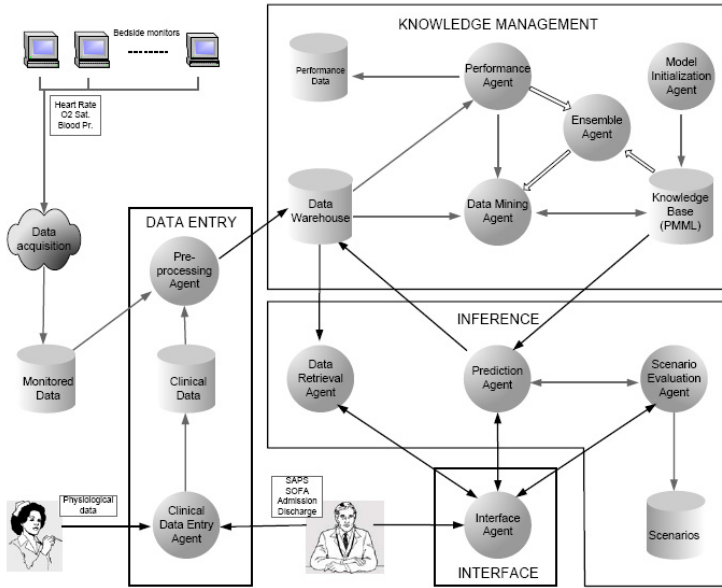 Bedside monitors
Heart Rate
O2 Sat.
Blood Pr.
Data
acquisition
Monitored
Data
DATA ENTRY
Pre-
processing
Agent
Clinical
Data
Clinical
Data Entry
Agent
Physiological
data
SAPS
SOFA
Admission
Discharge
KNOWLEDGE MANAGEMENT
Performance
Data
Performance
Agent
Model
Initialization
Agent
Ensemble
Agent
Data
Warehouse
Data Mining
Agent
Knowledge
Base
(PMML)
INFERENCE
Data
Retrieval
Agent
Prediction
Agent
Scenario
Evaluation
Agent
Interface
Agent
INTERFACE
Scenarios